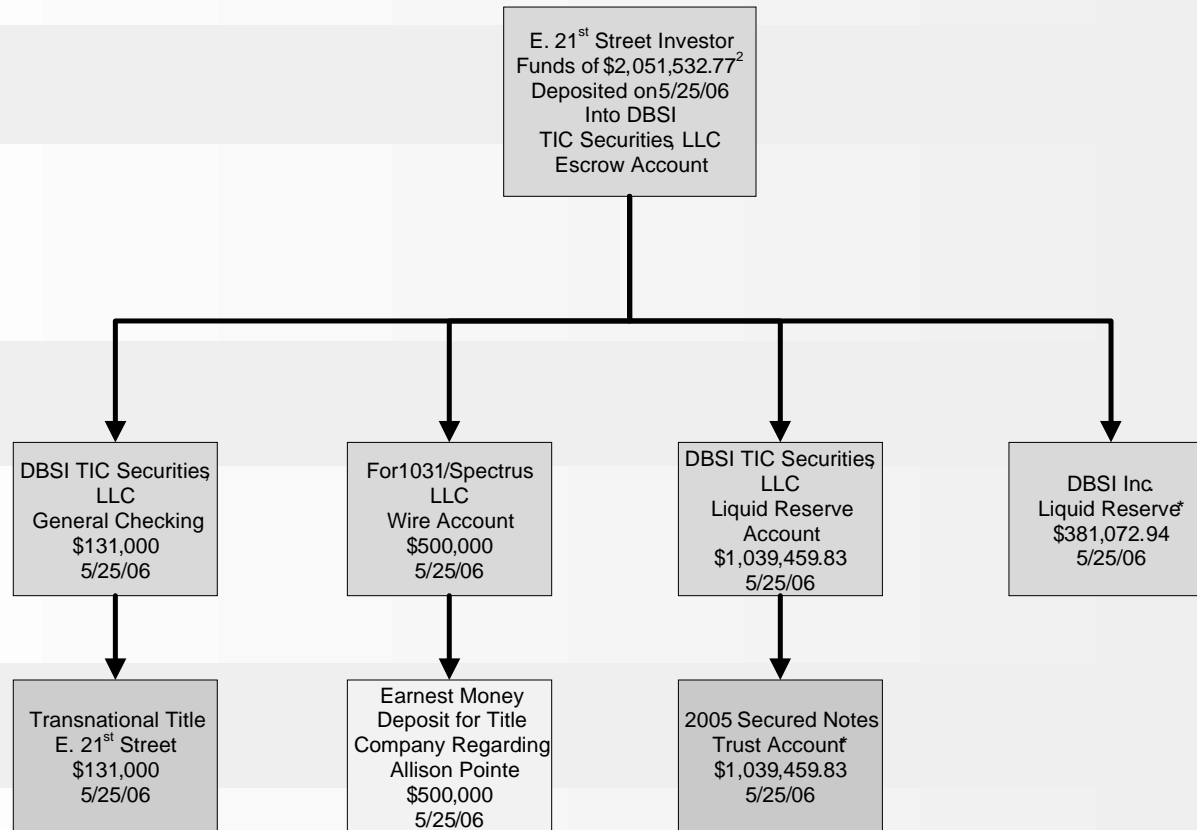 E. 21st Street Investor
Funds of $2,051,532.77²
Deposited on 5/25/06
Into DBSI
TIC Securities, LLC
Escrow Account
DBSI TIC Securities,
LLC
General Checking
$131,000
5/25/06
For1031/Spectrus
LLC
Wire Account
$500,000
5/25/06
DBSI TIC Securities,
LLC
Liquid Reserve
Account
$1,039,459.83
5/25/06
DBSI Inc.
Liquid Reserve*
$381,072.94
5/25/06
Transnational Title
E. 21st Street
$131,000
5/25/06
Earnest Money
Deposit for Title
Company Regarding
Allison Pointe
$500,000
5/25/06
2005 Secured Notes
Trust Account*
$1,039,459.83
5/25/06